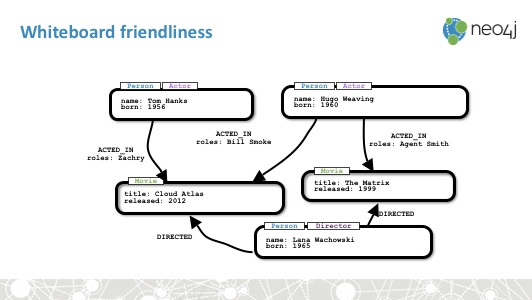 Whiteboard friendliness
neo4j
Person Actor
name: Tom Hanks
born: 1956
Person Actor
name: Hugo Weaving
born: 1960
ACTED_IN
roles: Zachry
ACTED_IN
roles: Bill Smoke
ACTED_IN
roles: Agent Smith
Movie
title: Cloud Atlas
released: 2012
Movie
title: The Matrix
released: 1999
DIRECTED
DIRECTED
Person Director
name: Lana Wachowski
born: 1965